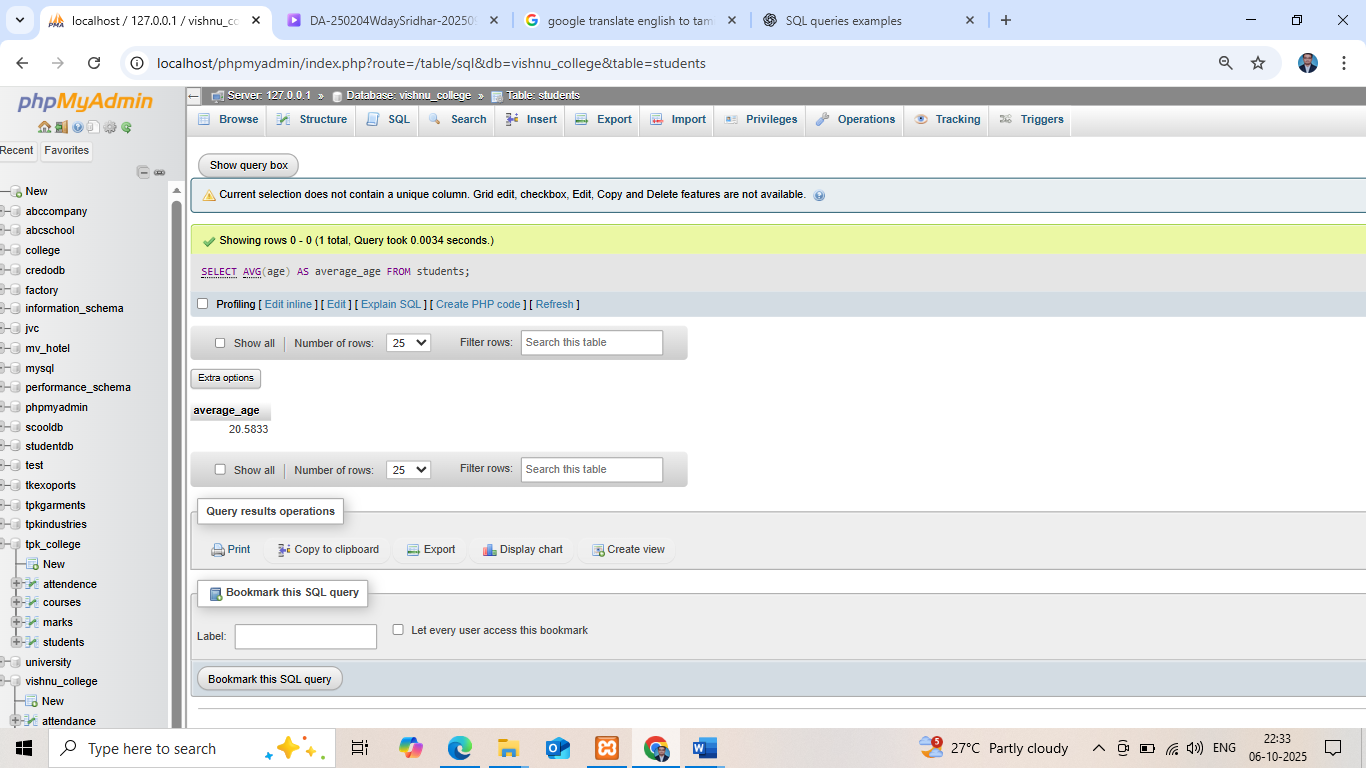 localhost / 127.0.0.1 / vishnu_co
DA-250204WdaySridhar-202509
google translate english to tami
SQL queries examples
localhost/phpmyadmin/index.php?route=/table/sql&db=vishnu_college&table=students
phpMyAdmin
Recent Favorites
New
abccompany
abcschool
college
credodb
factory
information_schema
jvc
mv_hotel
mysql
performance_schema
phpmyadmin
scooldb
studentdb
test
tkexoports
tpkgarments
tpkindustries
tpk_college
New
attendence
courses
marks
students
university
vishnu_college
New
attendance
Server: 127.0.0.1 » Database: vishnu_college » Table: students
Browse Structure SQL Search Insert Export Import Privileges Operations Tracking Triggers
Show query box
Current selection does not contain a unique column. Grid edit, checkbox, Edit, Copy and Delete features are not available.
Showing rows 0 - 0 (1 total, Query took 0.0034 seconds.)
SELECT AVG(age) AS average_age FROM students;
Profiling [ Edit inline ] [ Edit ] [ Explain SQL ] [ Create PHP code ] [ Refresh ]
Show all Number of rows: 25 Filter rows: Search this table
Extra options
average_age
20.5833
Show all Number of rows: 25 Filter rows: Search this table
Query results operations
Print Copy to clipboard Export Display chart Create view
Bookmark this SQL query
Label: Let every user access this bookmark
Bookmark this SQL query
Type here to search
5
27°C Partly cloudy
ENG
22:33
06-10-2025